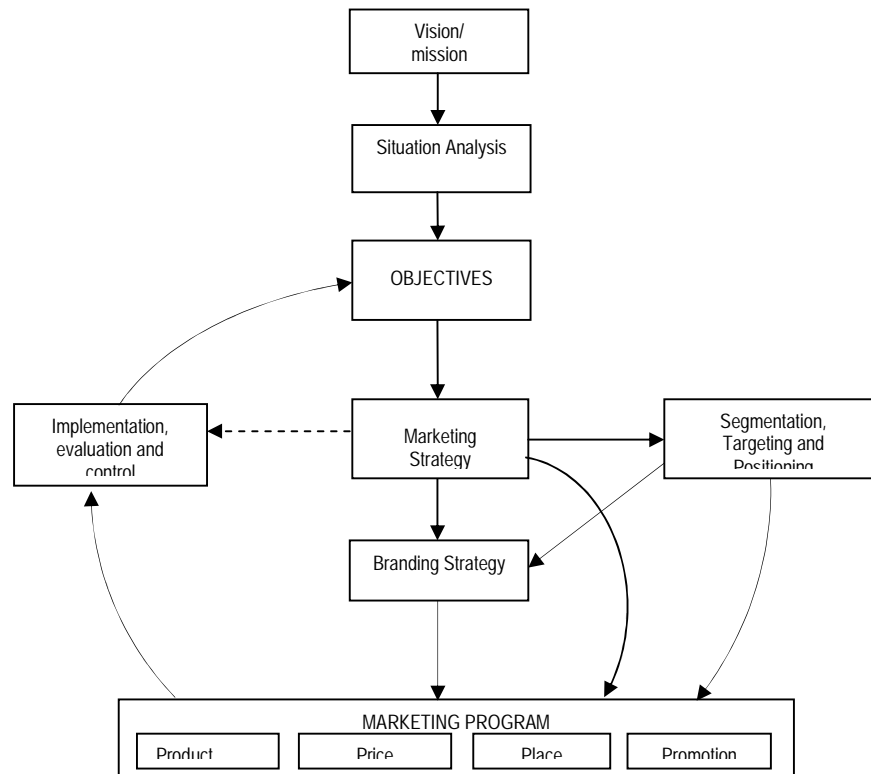 Vision/
mission
Situation Analysis
OBJECTIVES
Implementation,
evaluation and
control
Marketing
Strategy
Segmentation,
Targeting and
Positioning
Branding Strategy
MARKETING PROGRAM
Product
Price
Place
Promotion